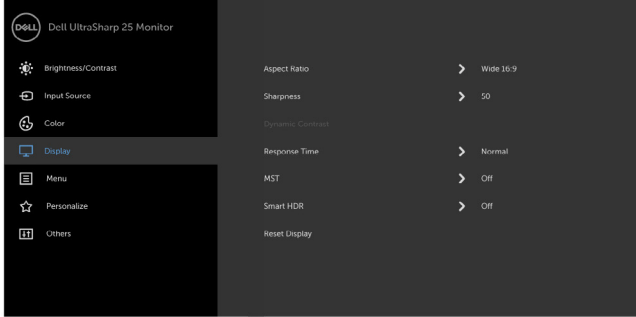 DELL Dell UltraSharp 25 Monitor
Brightness/Contrast
Input Source
Color
Display
Menu
Personalize
Others
Aspect Ratio Wide 16:9
Sharpness 50
Dynamic Contrast
Response Time Normal
MST Off
Smart HDR Off
Reset Display